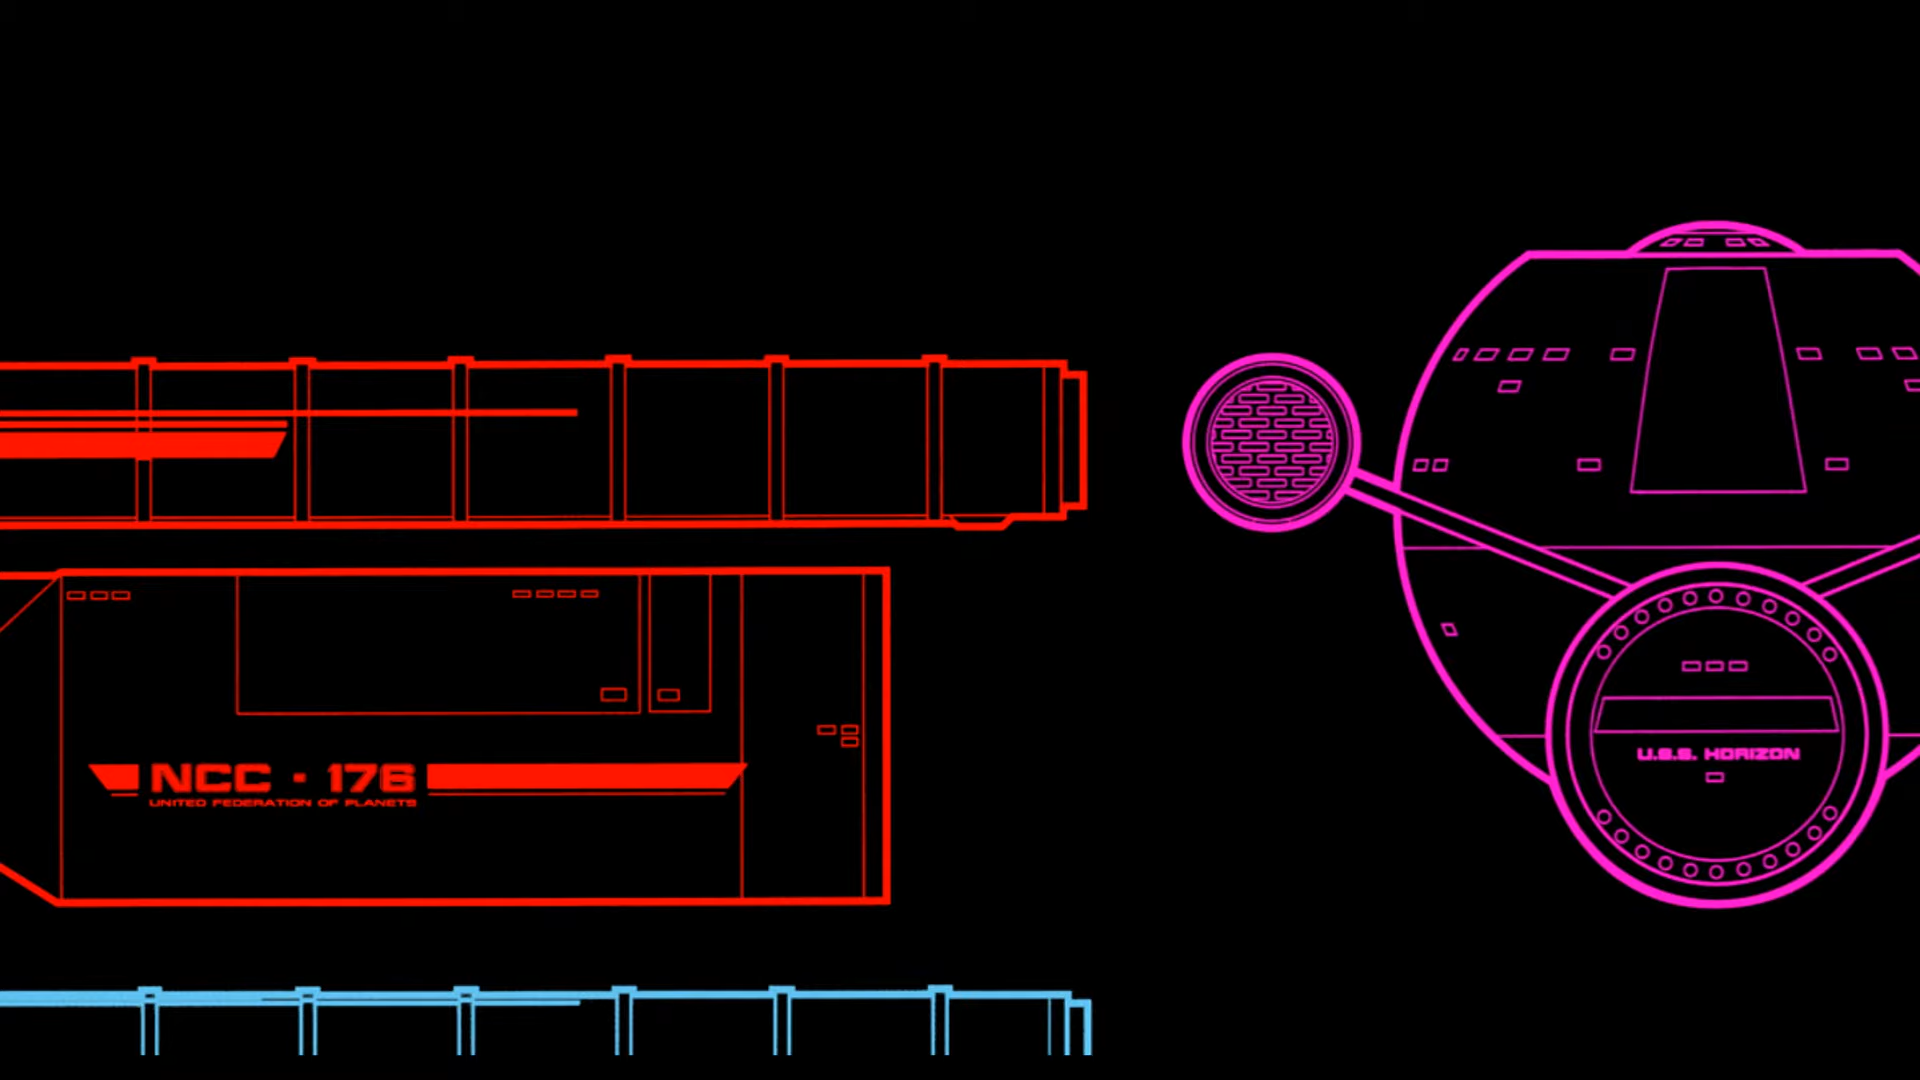 NCC - 176
UNITED FEDERATION OF PLANETS
U.S.S. HORIZON